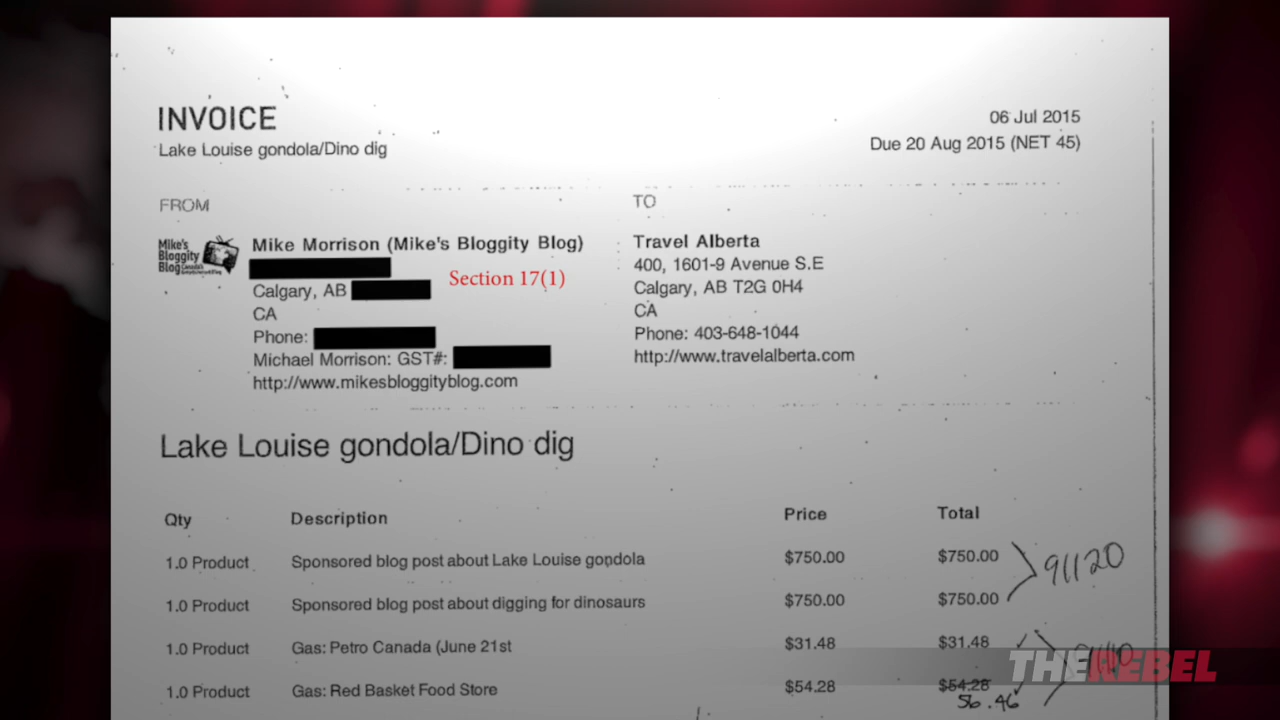 INVOICE
06 Jul 2015
Lake Louise gondola/Dino dig
Due 20 Aug 2015 (NET 45)
FROM
TO
Mike's
Bloggity
Blog
Mike Morrison (Mike's Bloggity Blog)
Section 17(1)
Calgary, AB
CA
Phone:
Michael Morrison: GST#:
http://www.mikesbloggityblog.com
Travel Alberta
400, 1601-9 Avenue S.E
Calgary, AB T2G 0H4
CA
Phone: 403-648-1044
http://www.travelalberta.com
Lake Louise gondola/Dino dig
Qty Description Price Total
1.0 Product Sponsored blog post about Lake Louise gondola $750.00 $750.00
91120
1.0 Product Sponsored blog post about digging for dinosaurs $750.00 $750.00
1.0 Product Gas: Petro Canada (June 21st $31.48 $31.48
THE REBEL
1.0 Product Gas: Red Basket Food Store $54.28 $54.28
56.46